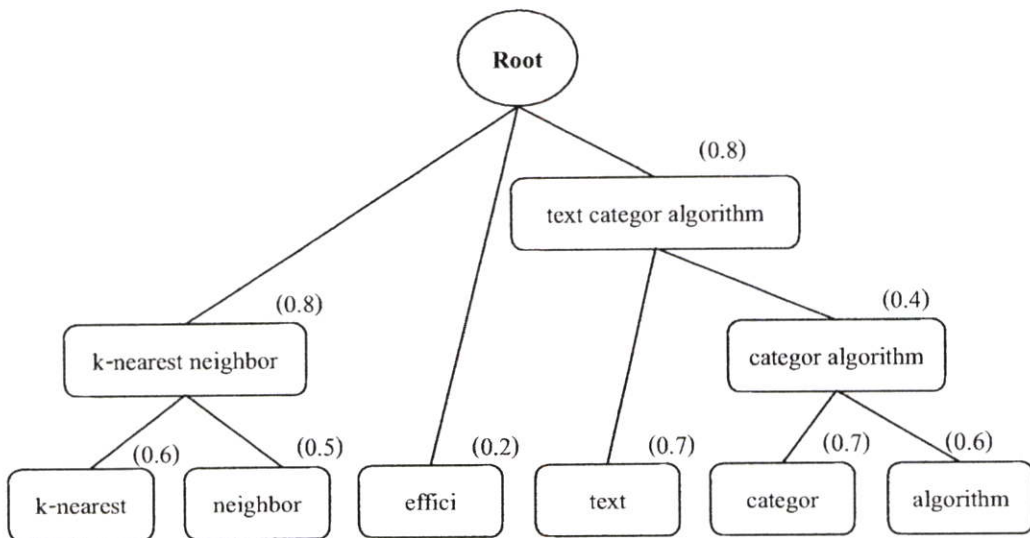 Root
(0.8)
text categor algorithm
(0.8)
(0.4)
k-nearest neighbor
categor algorithm
(0.6)
(0.5)
(0.2)
(0.7)
(0.7)
(0.6)
k-nearest
neighbor
effici
text
categor
algorithm